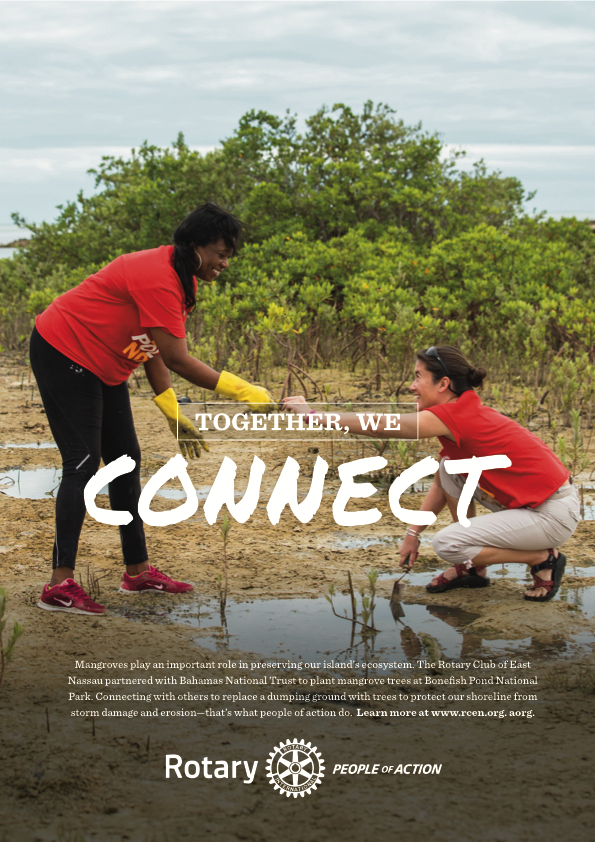 TOGETHER, WE
CONNECT
Mangroves play an important role in preserving our island's ecosystem. The Rotary Club of East
Nassau partnered with Bahamas National Trust to plant mangrove trees at Bonefish Pond National
Park. Connecting with others to replace a dumping ground with trees to protect our shoreline from
storm damage and erosion—that's what people of action do. Learn more at www.rcen.org. aorg.
Rotary
ROTARY
INTERNATIONAL
PEOPLE OF ACTION